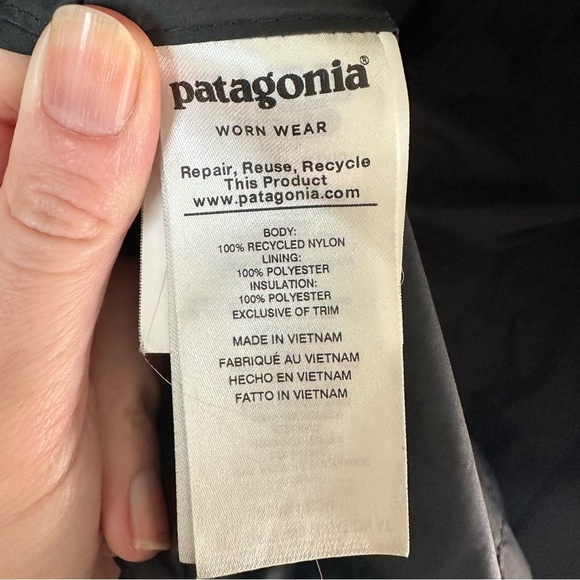 patagonia®
WORN WEAR
Repair, Reuse, Recycle
This Product
www.patagonia.com
BODY:
100% RECYCLED NYLON
LINING:
100% POLYESTER
INSULATION:
100% POLYESTER
EXCLUSIVE OF TRIM
MADE IN VIETNAM
FABRIQUÉ AU VIETNAM
HECHO EN VIETNAM
FATTO IN VIETNAM